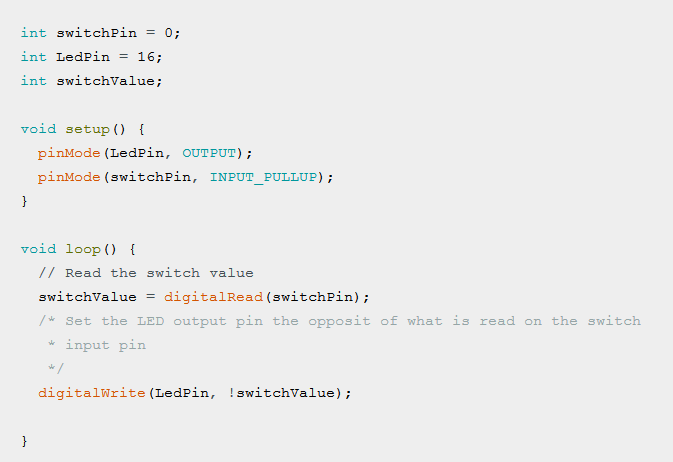 int switchPin = 0;
int LedPin = 16;
int switchValue;
void setup() {
pinMode(LedPin, OUTPUT);
pinMode(switchPin, INPUT_PULLUP);
}
void loop() {
// Read the switch value
switchValue = digitalRead(switchPin);
/* Set the LED output pin the opposit of what is read on the switch
* input pin
*/
digitalWrite(LedPin, !switchValue);
}